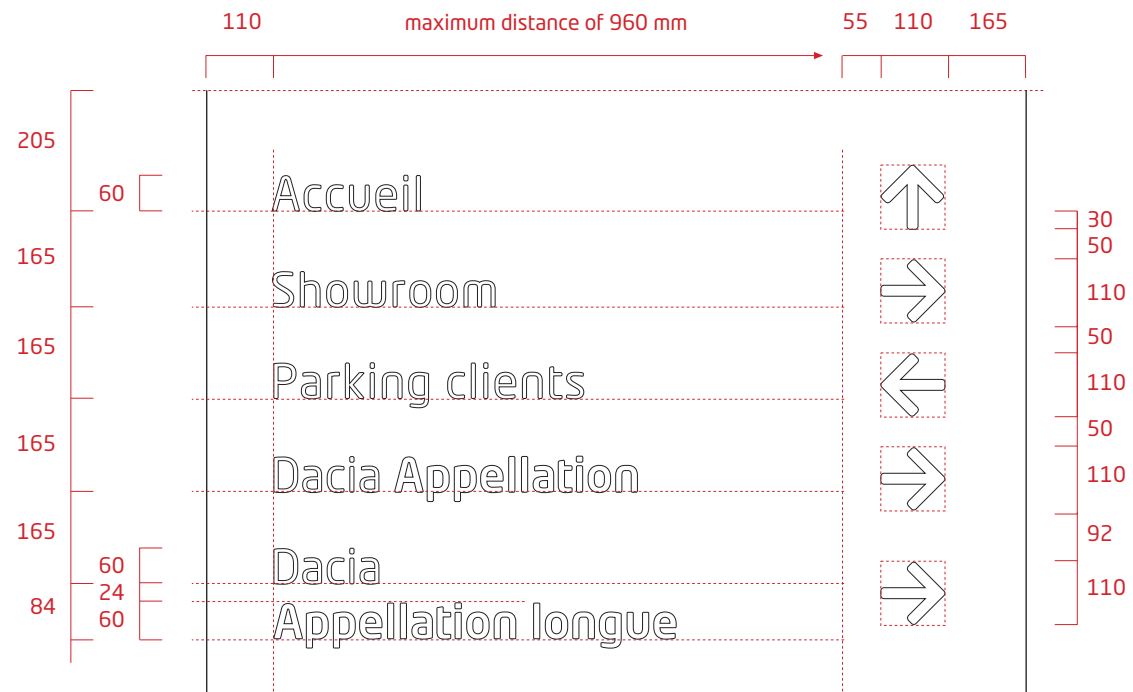 110 maximum distance of 960 mm 55 110 165
205
60
Accueil
30
50
165
Showroom
110
50
165
Parking clients
110
50
165
Dacia Appellation
110
92
165
60
Dacia
24
110
84
60
Appellation longue